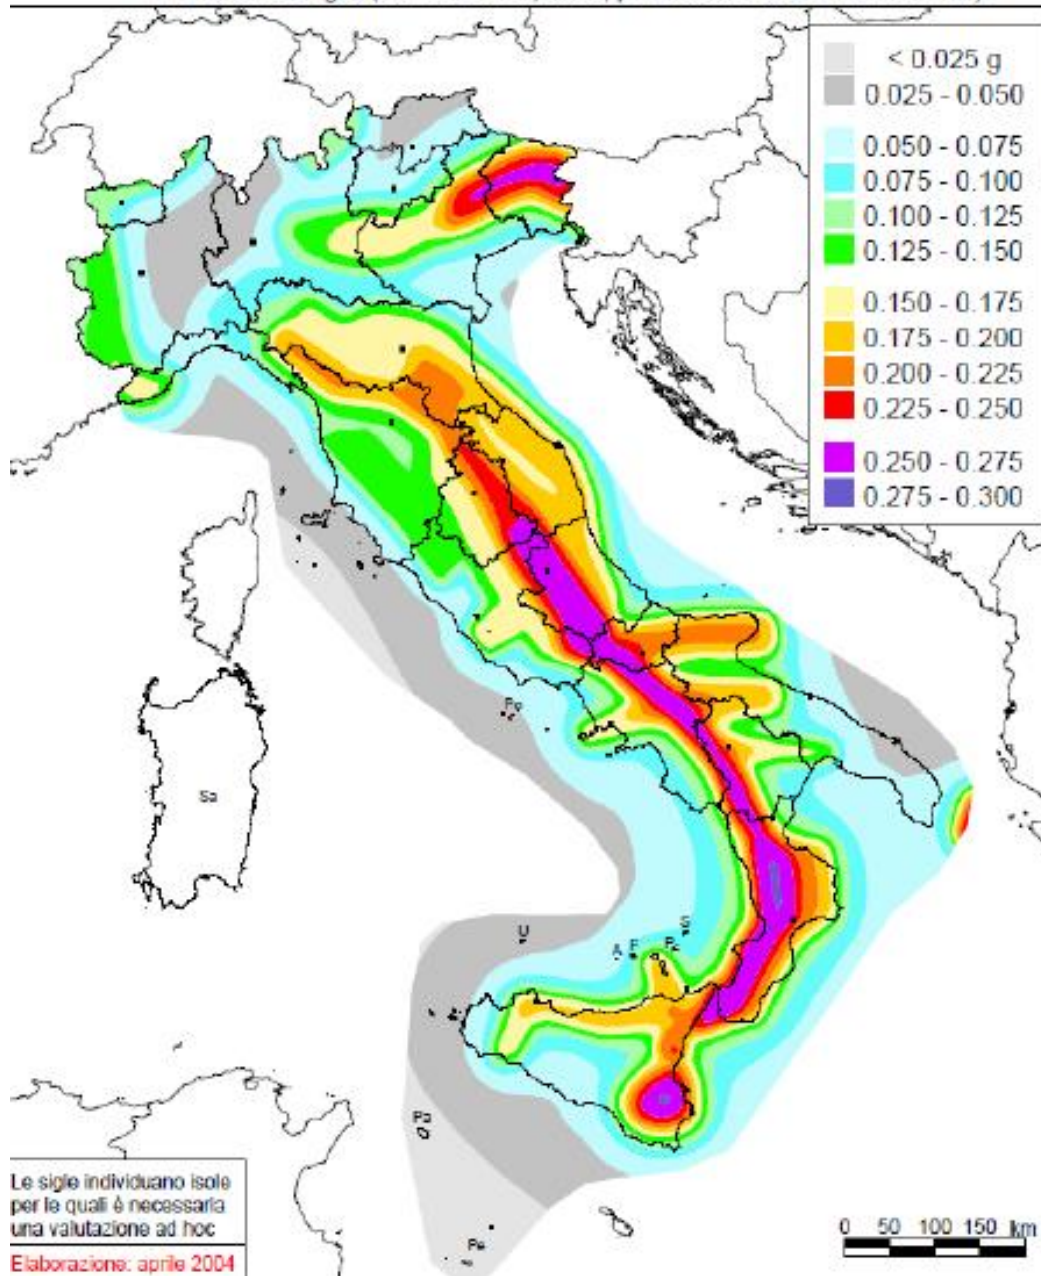 < 0.025 g
0.025 - 0.050
0.050 - 0.075
0.075 - 0.100
0.100 - 0.125
0.125 - 0.150
0.150 - 0.175
0.175 - 0.200
0.200 - 0.225
0.225 - 0.250
0.250 - 0.275
0.275 - 0.300
Po
Sa
S
U
A F
Pa
Pe
Le sigle individuano isole
per le quali è necessaria
una valutazione ad hoc
Elaborazione: aprile 2004
0 50 100 150 km